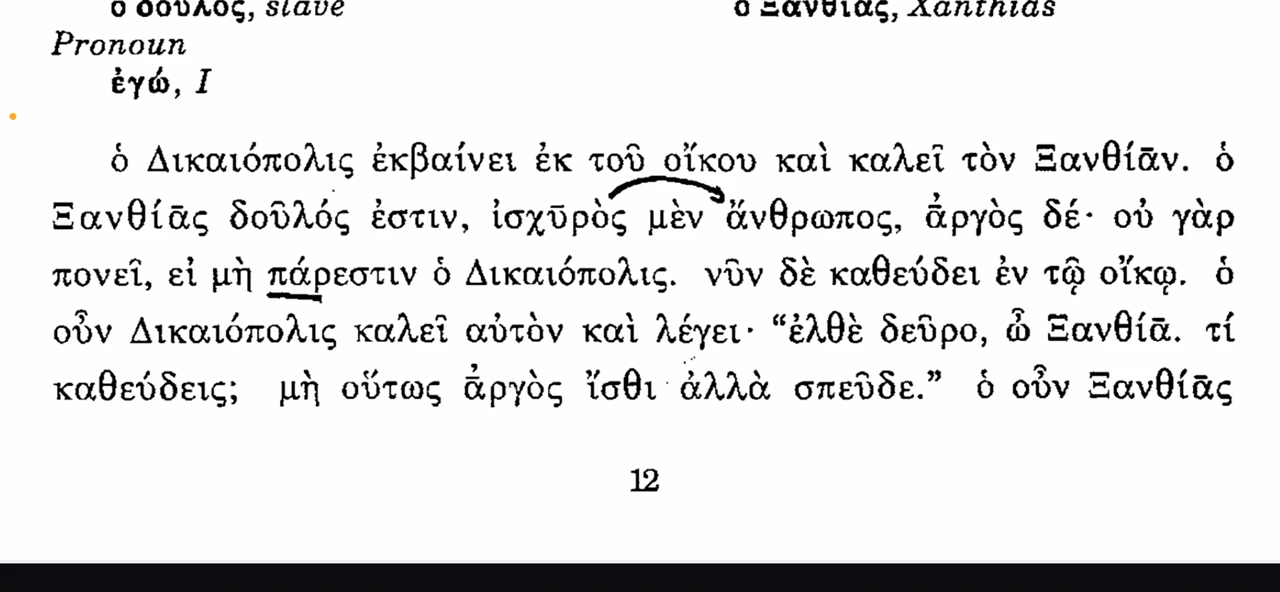 ὁ δοῦλος, slave ὁ Ξανθίας, Xanthias
Pronoun
ἐγώ, I
ὁ Δικαιόπολις ἐκβαίνει ἐκ τοῦ οἴκου καὶ καλεῖ τὸν Ξανθίᾱν. ὁ
Ξανθίᾱς δοῦλός ἐστιν, ἰσχῡρὸς μὲν ἄνθρωπος, ᾱ̓ργὸς δέ· οὐ γὰρ
πονεῖ, εἰ μὴ πάρεστιν ὁ Δικαιόπολις. νῦν δὲ καθεύδει ἐν τῷ οἴκῳ. ὁ
οὖν Δικαιόπολις καλεῖ αὐτὸν καὶ λέγει· “ἐλθὲ δεῦρο, ὦ Ξανθίᾱ. τί
καθεύδεις; μὴ οὕτως ᾱ̓ργὸς ἴσθι ἀλλὰ σπεῦδε.” ὁ οὖν Ξανθίᾱς
12